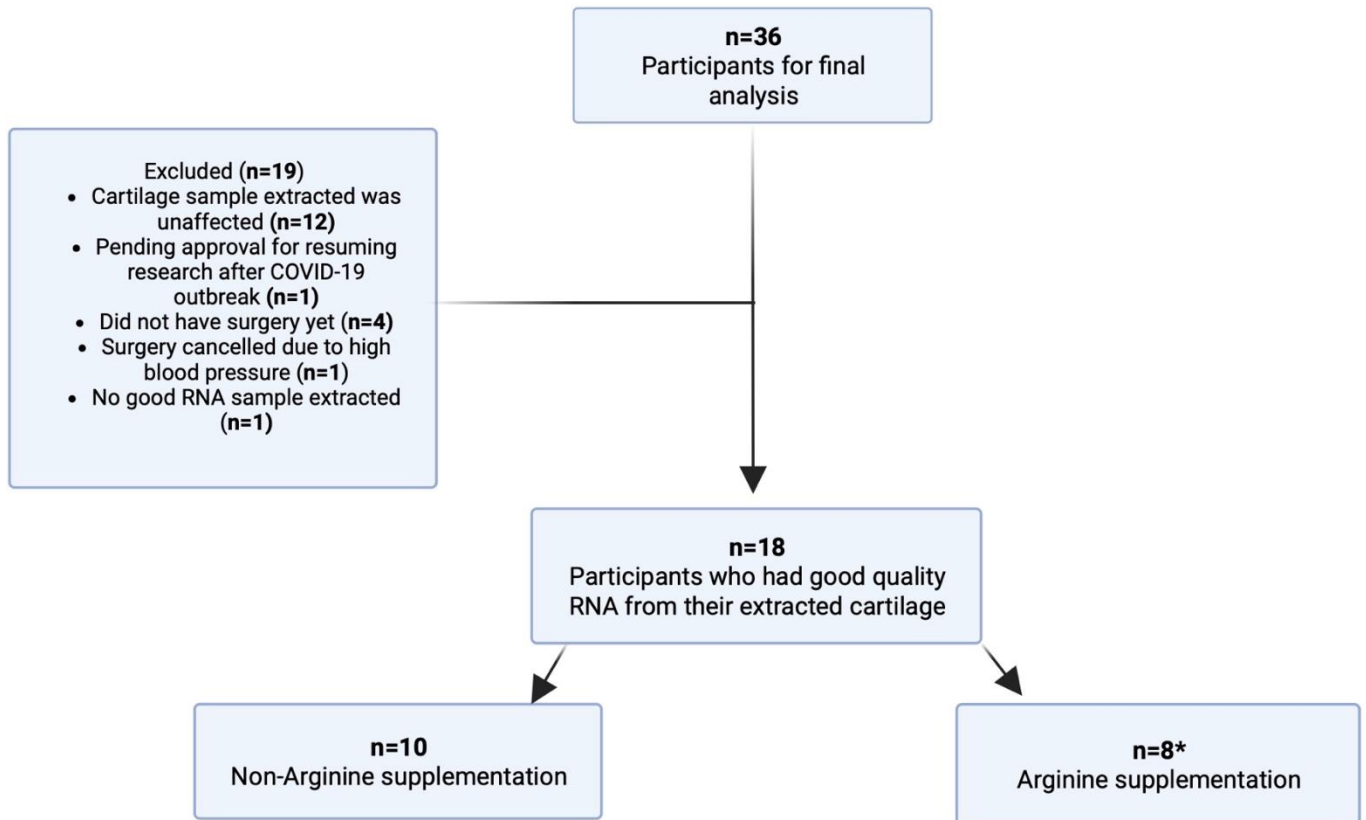 n=36
Participants for final
analysis
Excluded (n=19)
• Cartilage sample extracted was
unaffected (n=12)
• Pending approval for resuming
research after COVID-19
outbreak (n=1)
• Did not have surgery yet (n=4)
• Surgery cancelled due to high
blood pressure (n=1)
• No good RNA sample extracted
(n=1)
n=18
Participants who had good quality
RNA from their extracted cartilage
n=10
Non-Arginine supplementation
n=8*
Arginine supplementation